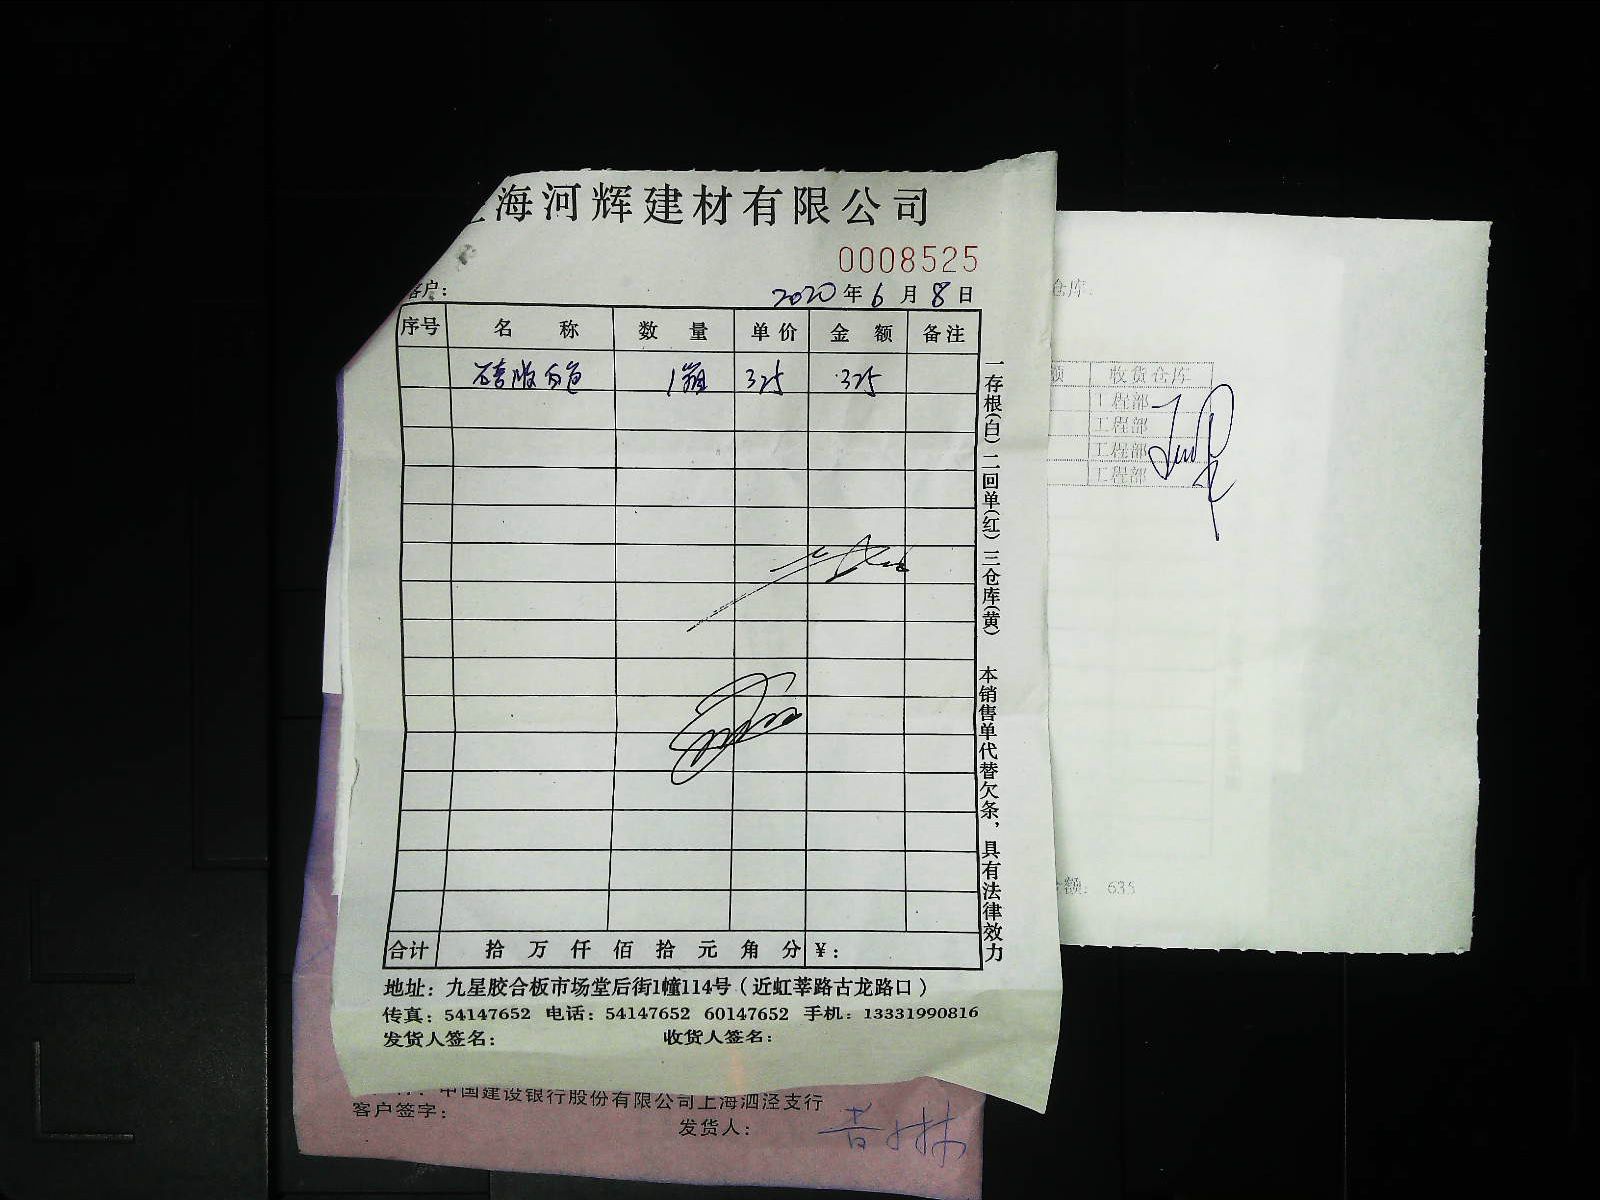 海河辉建材有限公司
0008525
客户：
2020年6月8日
序号 名称 数量 单价 金额 备注
硅胶白色 1箱 325 325
合计 拾 万 仟 佰 拾 元 角 分 ¥：
地址：九星胶合板市场堂后街1幢114号（近虹莘路古龙路口）
传真：54147652 电话：54147652 60147652 手机：13331990816
发货人签名： 收货人签名：
一存根(白)二回单(红)三仓库(黄) 本销售单代替欠条，具有法律效力
仓库：
额 收货仓库
工程部
工程部
工程部
工程部
额： 635
中国建设银行股份有限公司上海泗泾支行
客户签字：
发货人：